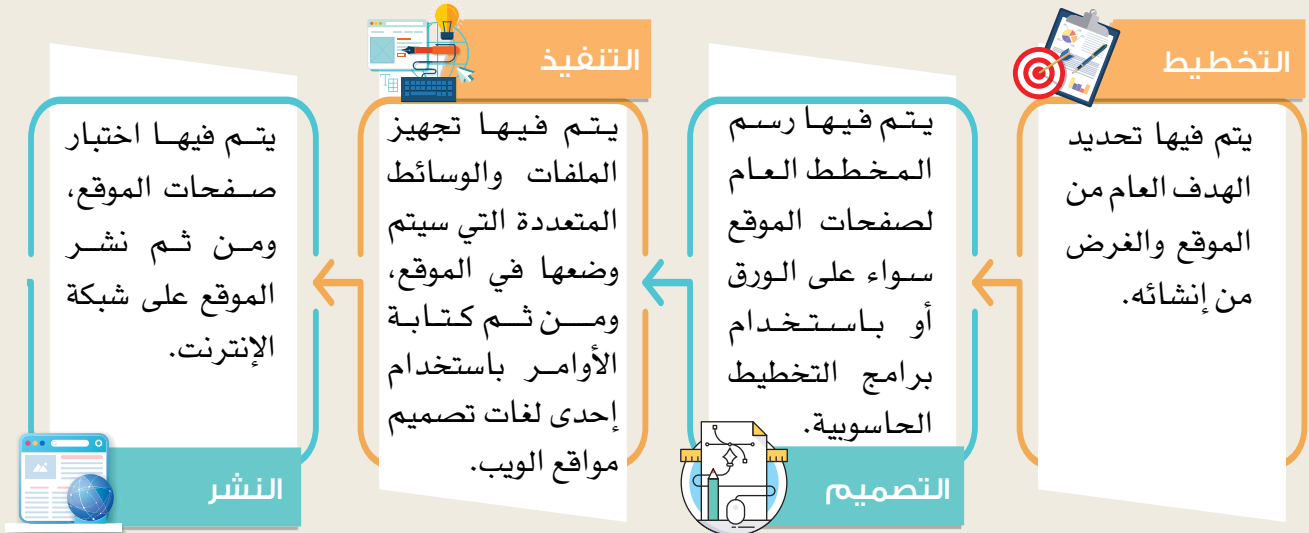 التخطيط
يتم فيها تحديد
الهدف العام من
الموقع والغرض
من إنشائه.
يتم فيها رسم
المخطط العام
لصفحات الموقع
سواء على الورق
أو باستخدام
برامج التخطيط
الحاسوبية.
التصميم
التنفيذ
يتم فيها تجهيز
الملفات والوسائط
المتعددة التي سيتم
وضعها في الموقع،
ومن ثم كتابة
الأوامر باستخدام
إحدى لغات تصميم
مواقع الويب.
يتم فيها اختبار
صفحات الموقع،
ومن ثم نشر
الموقع على شبكة
الإنترنت.
النشر